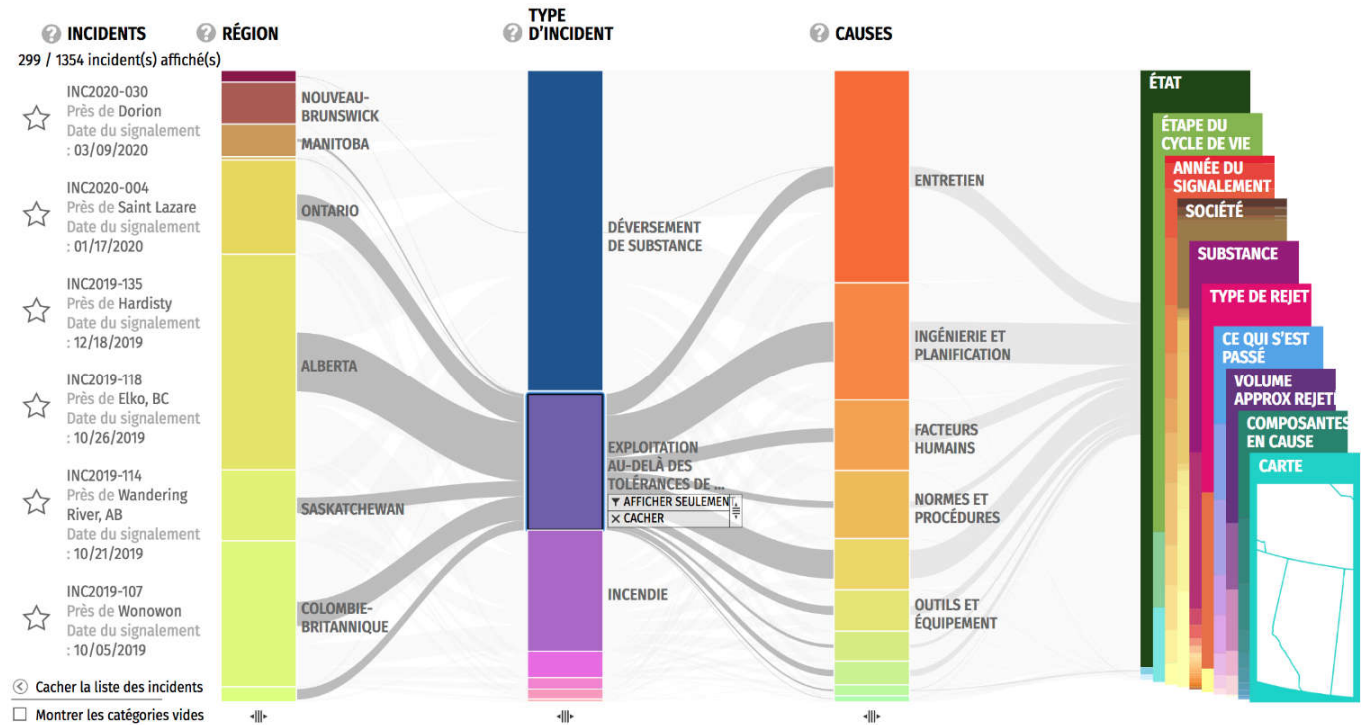 INCIDENTS
RÉGION
TYPE
D'INCIDENT
CAUSES
299 / 1354 incident(s) affiché(s)
INC2020-030
Près de Dorion
Date du signalement
: 03/09/2020
INC2020-004
Près de Saint Lazare
Date du signalement
: 01/17/2020
INC2019-135
Près de Hardisty
Date du signalement
: 12/18/2019
INC2019-118
Près de Elko, BC
Date du signalement
: 10/26/2019
INC2019-114
Près de Wandering
River, AB
Date du signalement
: 10/21/2019
INC2019-107
Près de Wonowon
Date du signalement
: 10/05/2019
Cacher la liste des incidents
Montrer les catégories vides
NOUVEAU-
BRUNSWICK
MANITOBA
ONTARIO
ALBERTA
SASKATCHEWAN
COLOMBIE-
BRITANNIQUE
DÉVERSEMENT
DE SUBSTANCE
EXPLOITATION
AU-DELÀ DES
TOLÉRANCES DE ...
AFFICHER SEULEMEN
CACHER
INCENDIE
ENTRETIEN
INGÉNIERIE ET
PLANIFICATION
FACTEURS
HUMAINS
NORMES ET
PROCÉDURES
OUTILS ET
ÉQUIPEMENT
ÉTAT
ÉTAPE DU
CYCLE DE VIE
ANNÉE DU
SIGNALEMENT
SOCIÉTÉ
SUBSTANCE
TYPE DE REJET
CE QUI S'EST
PASSÉ
VOLUME
APPROX REJETÉ
COMPOSANTES
EN CAUSE
CARTE